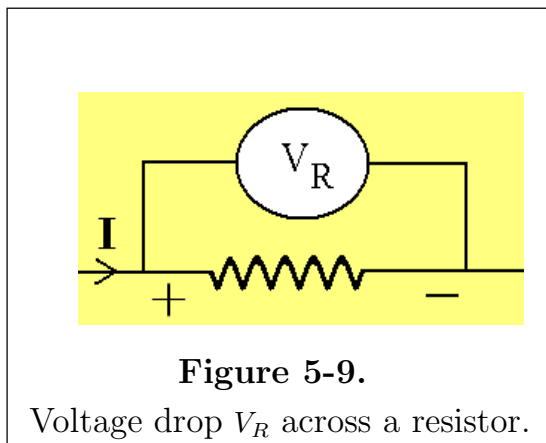 V_R
I
+ −
Figure 5-9.
Voltage drop V_R across a resistor.